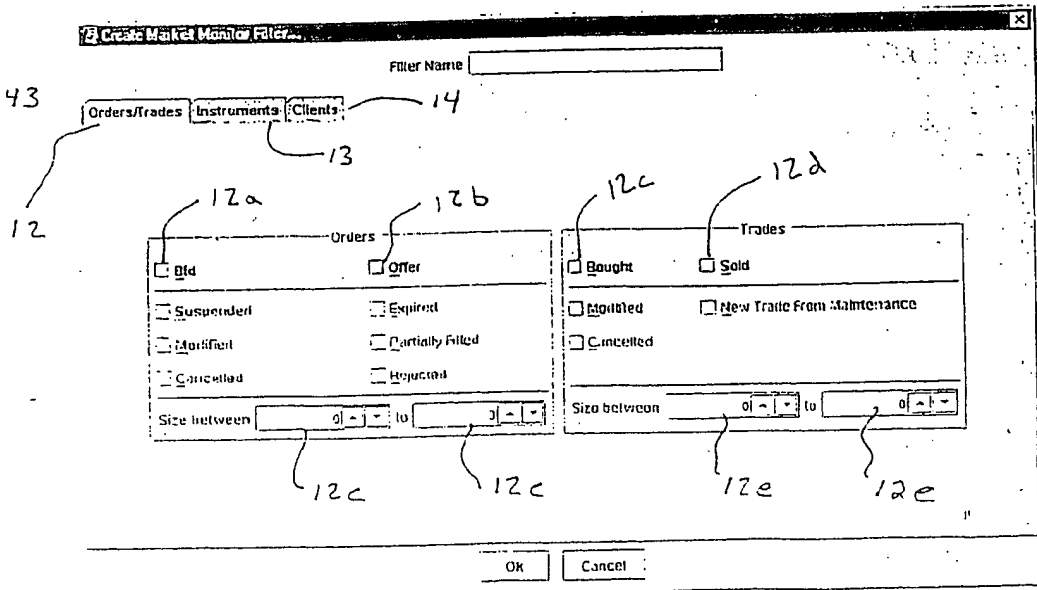 Create Market Monitor Filter...
Filter Name
43
Orders/Trades Instruments Clients
14
13
12
12a
12b
12c
12d
Orders
Trades
Bid Offer
Bought Sold
Suspended Expired
Modified New Trade From Maintenance
Modified Partially Filled
Cancelled
Cancelled Rejected
Size between 0 to 0
Size between 0 to 0
12c 12c 12e 12e
OK Cancel